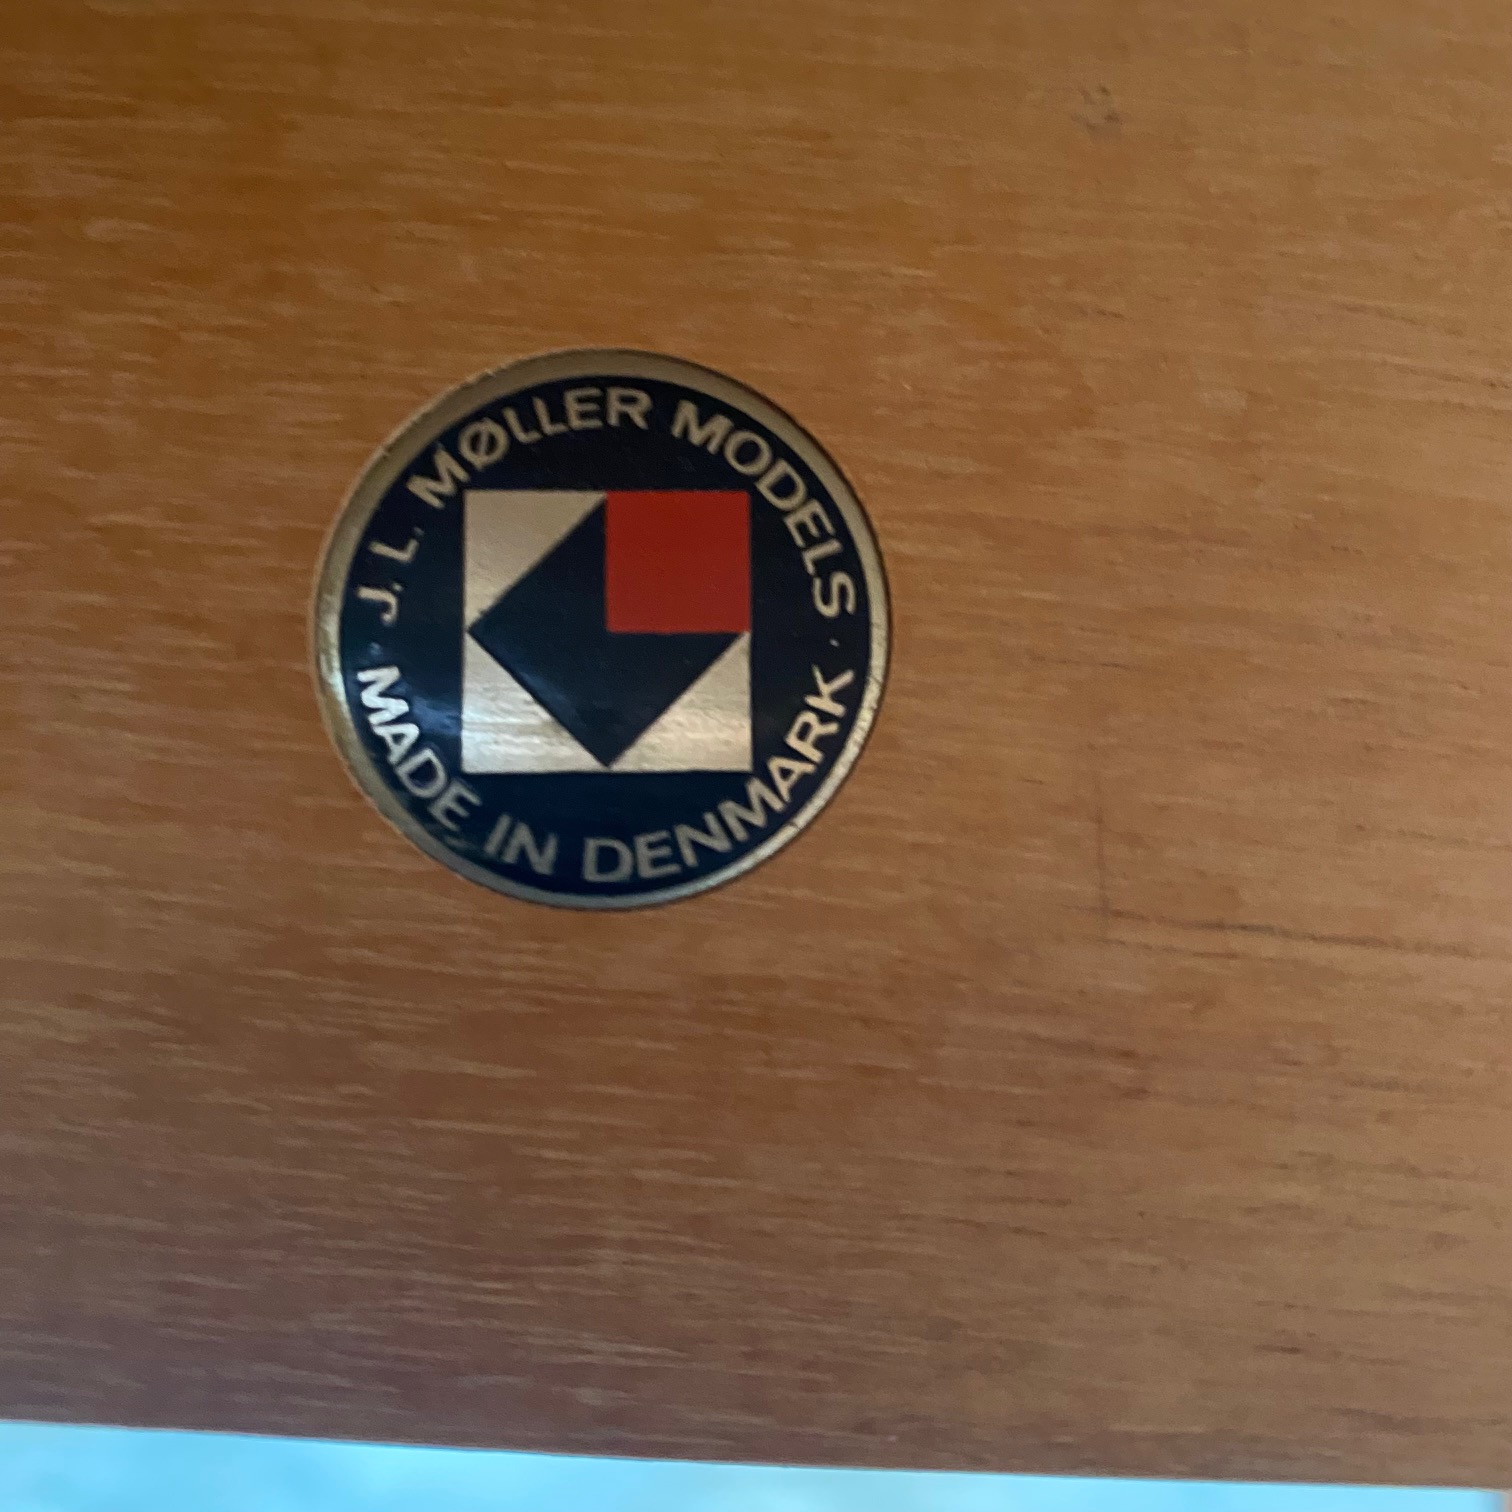 J. L. MØLLER MODELS ·
MADE IN DENMARK